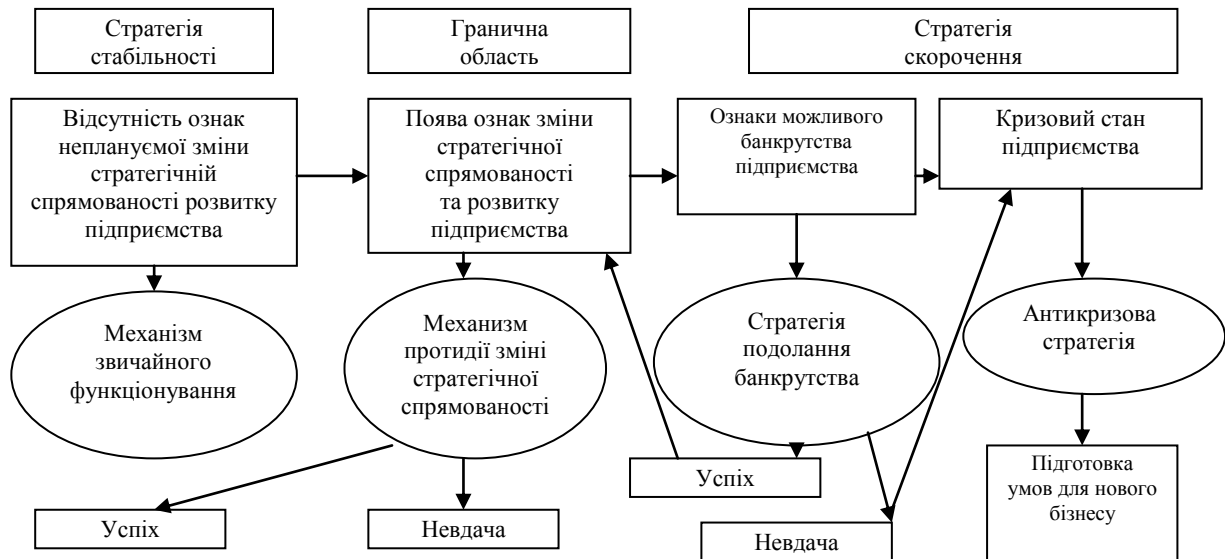 Стратегія
стабільності
Гранична
область
Стратегія
скорочення
Відсутність ознак
неплануємої зміни
стратегічній
спрямованості розвитку
підприємства
Поява ознак зміни
стратегічної
спрямованості
та розвитку
підприємства
Ознаки можливого
банкрутства
підприємства
Кризовий стан
підприємства
Механізм
звичайного
функціонування
Механизм
протидії зміні
стратегічної
спрямованості
Стратегія
подолання
банкрутства
Антикризова
стратегія
Успіх
Невдача
Успіх
Невдача
Підготовка
умов для нового
бізнесу